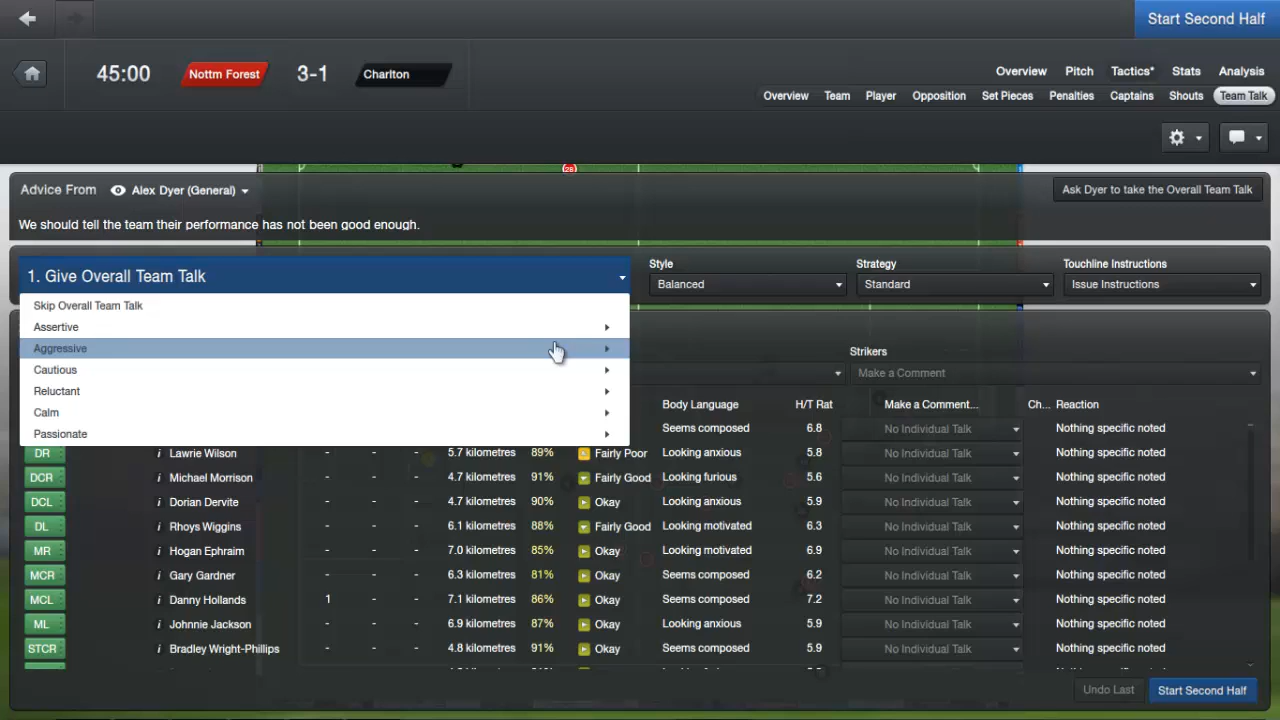 Start Second Half
45:00 Nottm Forest 3-1 Charlton
Overview Pitch Tactics* Stats Analysis
Overview Team Player Opposition Set Pieces Penalties Captains Shouts Team Talk
28
Advice From Alex Dyer (General) Ask Dyer to take the Overall Team Talk
We should tell the team their performance has not been good enough.
1. Give Overall Team Talk
Style Strategy Touchline Instructions
Balanced Standard Issue Instructions
Skip Overall Team Talk
Assertive
Aggressive
Cautious
Reluctant
Calm
Passionate
Strikers
Make a Comment
Body Language H/T Rat Make a Comment... Ch... Reaction
Seems composed 6.8 No Individual Talk Nothing specific noted
DR i Lawrie Wilson - - - 5.7 kilometres 89% Fairly Poor Looking anxious 5.8 No Individual Talk Nothing specific noted
DCR i Michael Morrison - - - 4.7 kilometres 91% Fairly Good Looking furious 5.6 No Individual Talk Nothing specific noted
DCL i Dorian Dervite - - - 4.7 kilometres 90% Okay Looking anxious 5.9 No Individual Talk Nothing specific noted
DL i Rhoys Wiggins - - - 6.1 kilometres 88% Fairly Good Looking motivated 6.3 No Individual Talk Nothing specific noted
MR i Hogan Ephraim - - - 7.0 kilometres 85% Okay Looking motivated 6.9 No Individual Talk Nothing specific noted
MCR i Gary Gardner - - - 6.3 kilometres 81% Okay Seems composed 6.2 No Individual Talk Nothing specific noted
MCL i Danny Hollands 1 - - 7.1 kilometres 86% Okay Seems composed 7.2 No Individual Talk Nothing specific noted
ML i Johnnie Jackson - - - 6.9 kilometres 87% Okay Looking anxious 5.9 No Individual Talk Nothing specific noted
STCR i Bradley Wright-Phillips - - - 4.8 kilometres 91% Okay Seems composed 5.9 No Individual Talk Nothing specific noted
Undo Last Start Second Half